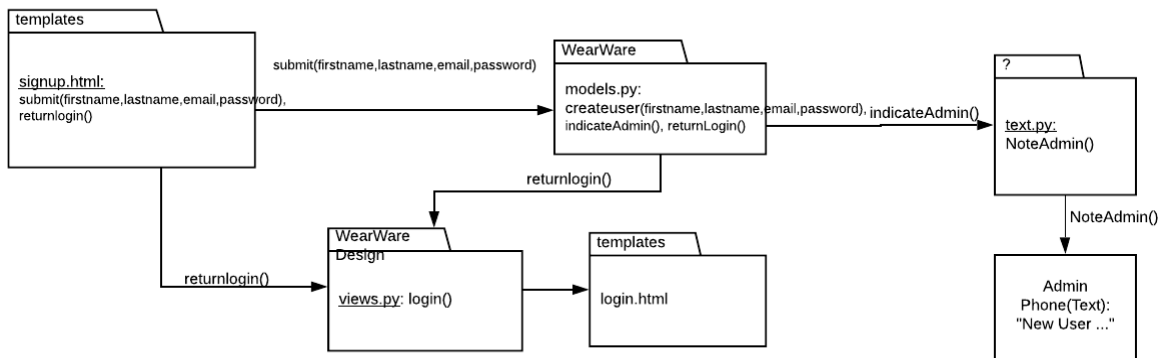 templates
signup.html:
submit(firstname,lastname,email,password),
returnlogin()
submit(firstname,lastname,email,password)
WearWare
models.py:
createuser(firstname,lastname,email,password),
indicateAdmin(), returnLogin()
indicateAdmin()
?
text.py:
NoteAdmin()
returnlogin()
NoteAdmin()
returnlogin()
WearWare
Design
views.py: login()
templates
login.html
Admin
Phone(Text):
"New User ..."